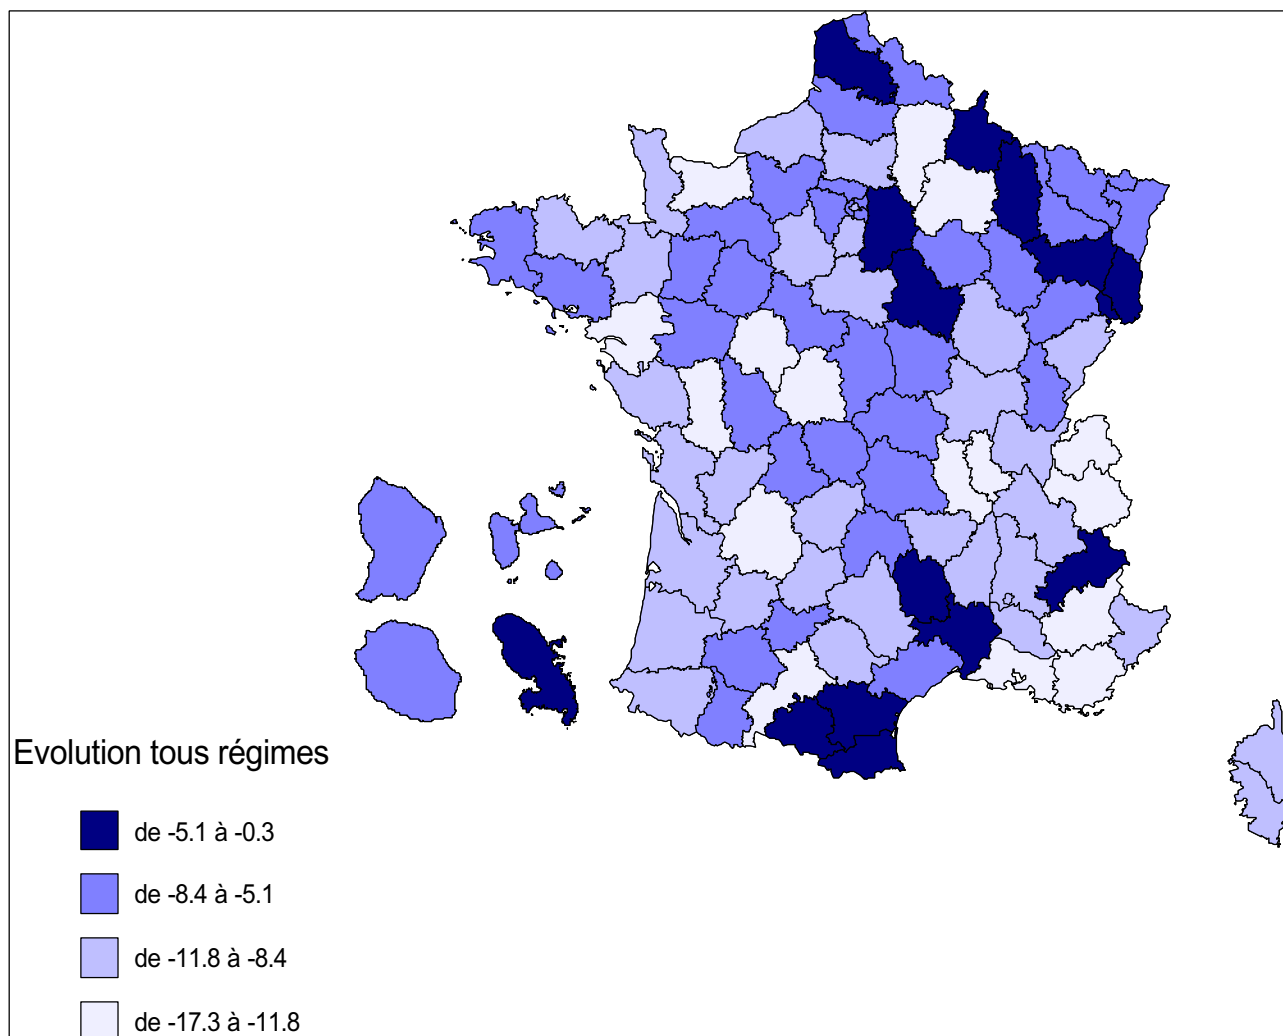 Evolution tous régimes
de -5.1 à -0.3
de -8.4 à -5.1
de -11.8 à -8.4
de -17.3 à -11.8